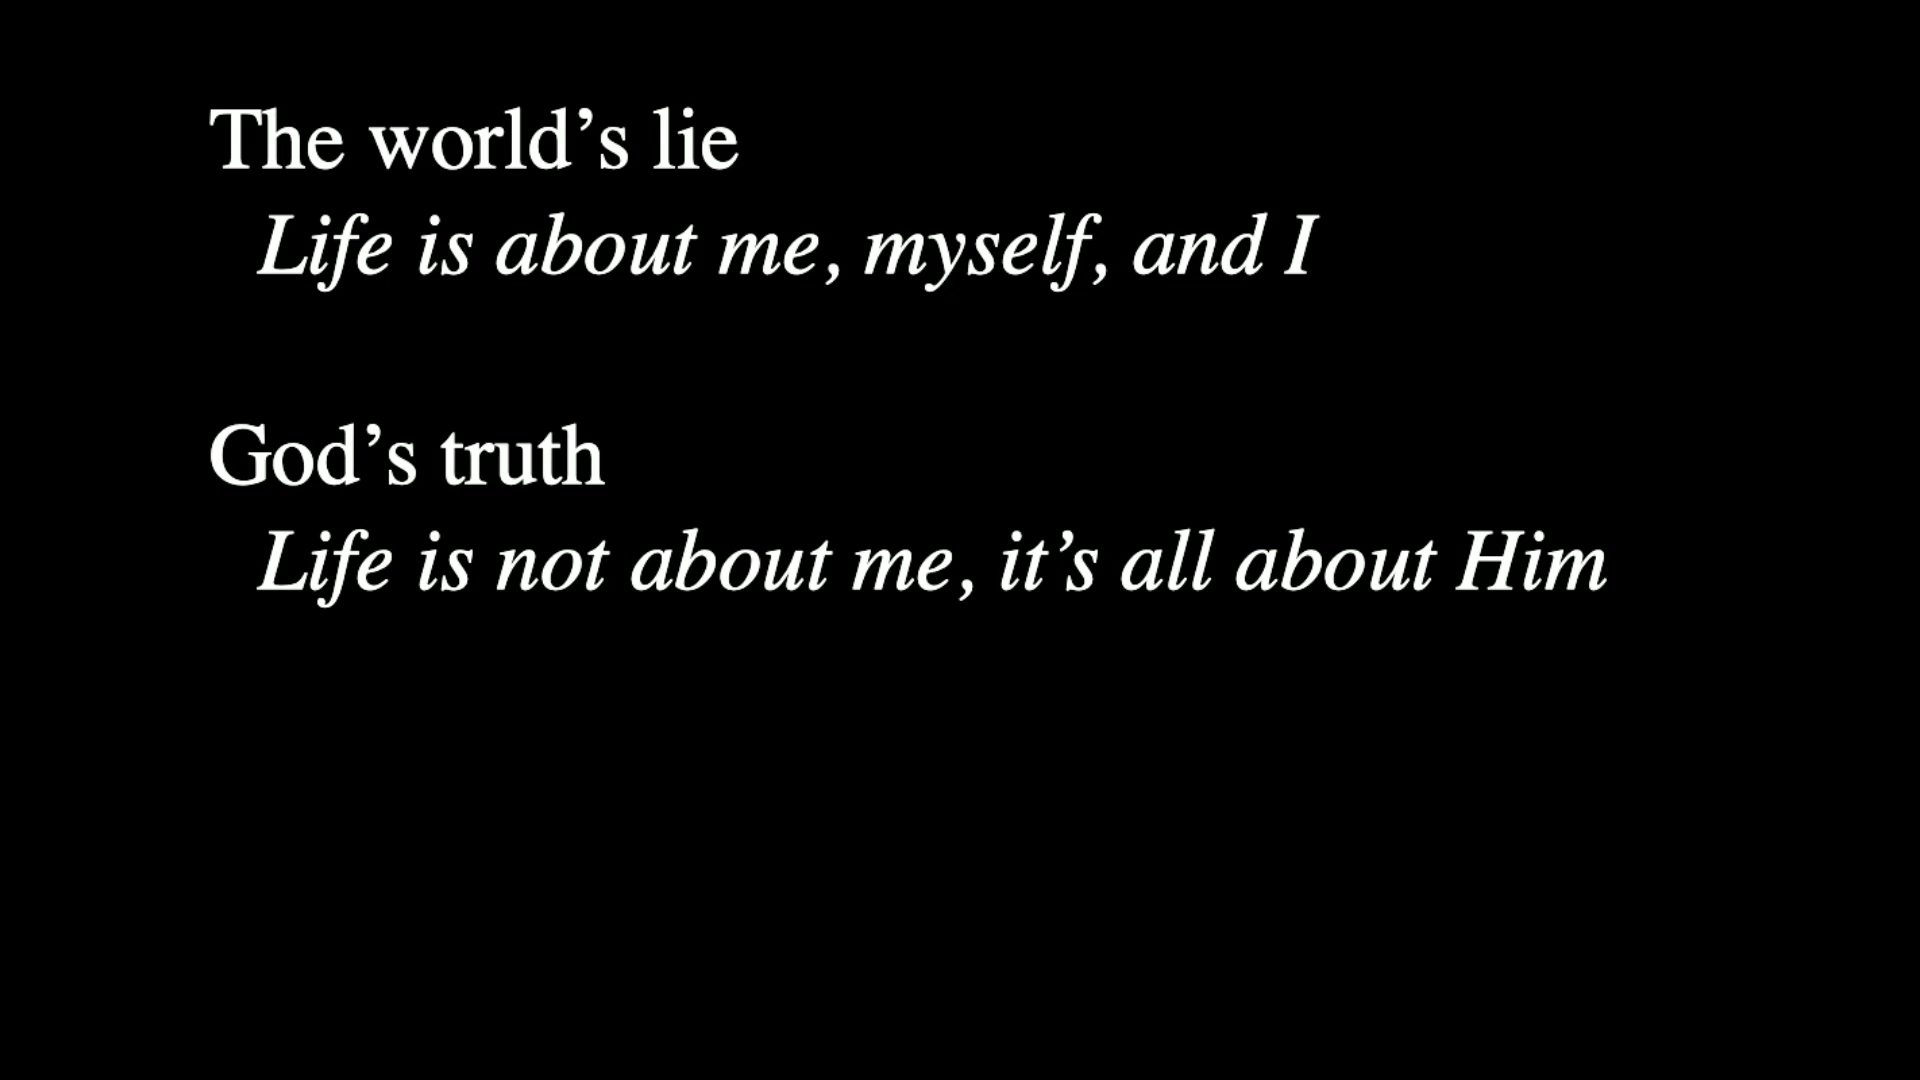 The world’s lie
Life is about me, myself, and I
God’s truth
Life is not about me, it’s all about Him